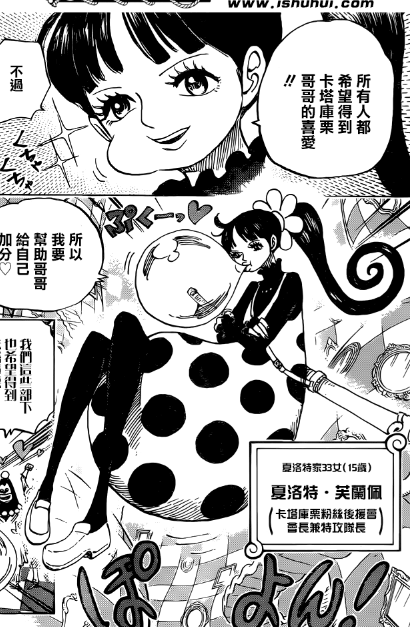 www.ishuhui.com
所有人都
希望得到
卡塔庫栗
哥哥的喜愛
!!
不過
ぷくーっ♡
所以
我要
幫助哥哥
給自己
加分♡
我們這些部下
也希望得到
夏洛特家33女(15歲)
夏洛特・芙蘭佩
(卡塔庫栗粉絲後援會
會長兼特攻隊長)
ぽよん!